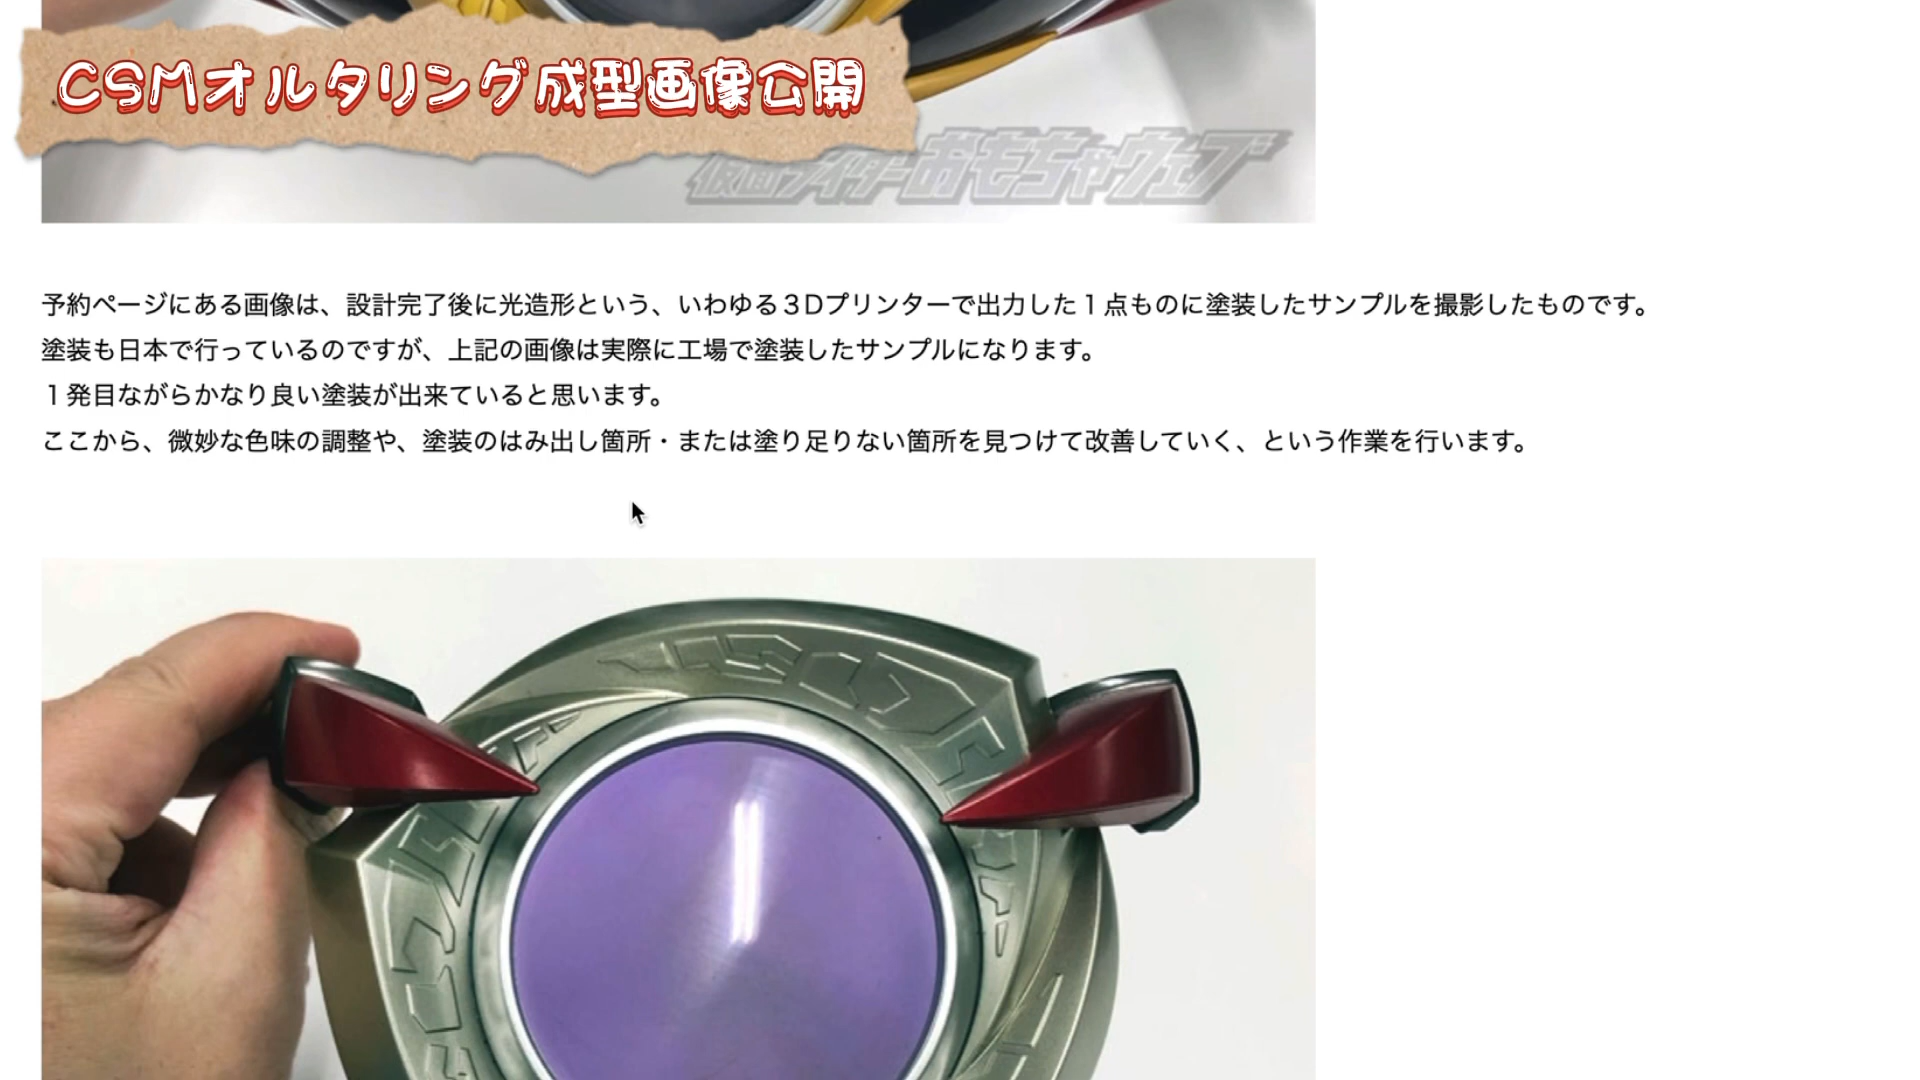 CSMオルタリング成型画像公開
仮面ライダーおもちゃウェブ
予約ページにある画像は、設計完了後に光造形という、いわゆる３Dプリンターで出力した１点ものに塗装したサンプルを撮影したものです。
塗装も日本で行っているのですが、上記の画像は実際に工場で塗装したサンプルになります。
１発目ながらかなり良い塗装が出来ていると思います。
ここから、微妙な色味の調整や、塗装のはみ出し箇所・または塗り足りない箇所を見つけて改善していく、という作業を行います。